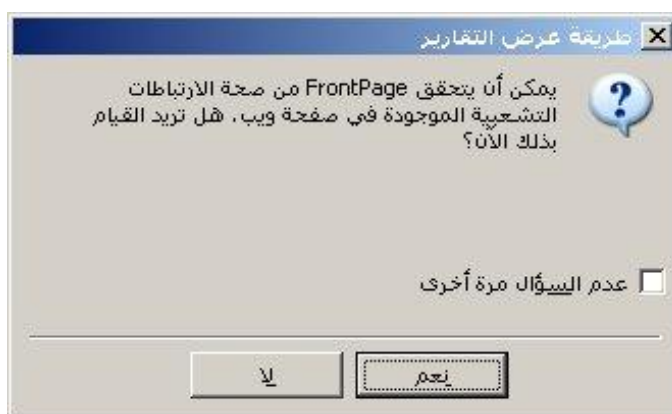 طريقة عرض التقارير
يمكن أن يتحقق FrontPage من صحة الارتباطات
التشعبية الموجودة في صفحة ويب، هل تريد القيام
بذلك الآن؟
عدم السؤال مرة أخرى
نعم
لا